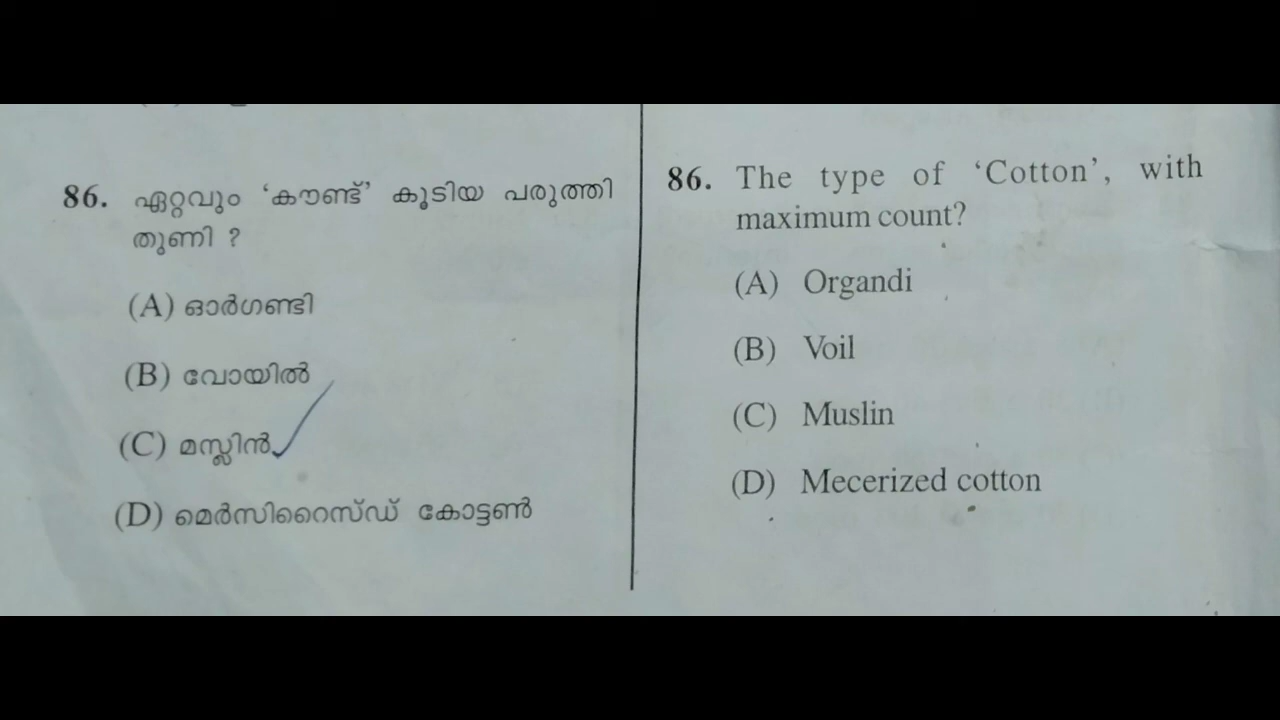 86. ഏറ്റവും ‘കൗണ്ട്’ കൂടിയ പരുത്തി
തുണി ?
(A) ഓർഗണ്ടി
(B) വോയിൽ
(C) മസ്ലിൻ
(D) മെർസിറൈസ്ഡ് കോട്ടൺ
86. The type of ‘Cotton’, with
maximum count?
(A) Organdi
(B) Voil
(C) Muslin
(D) Mecerized cotton